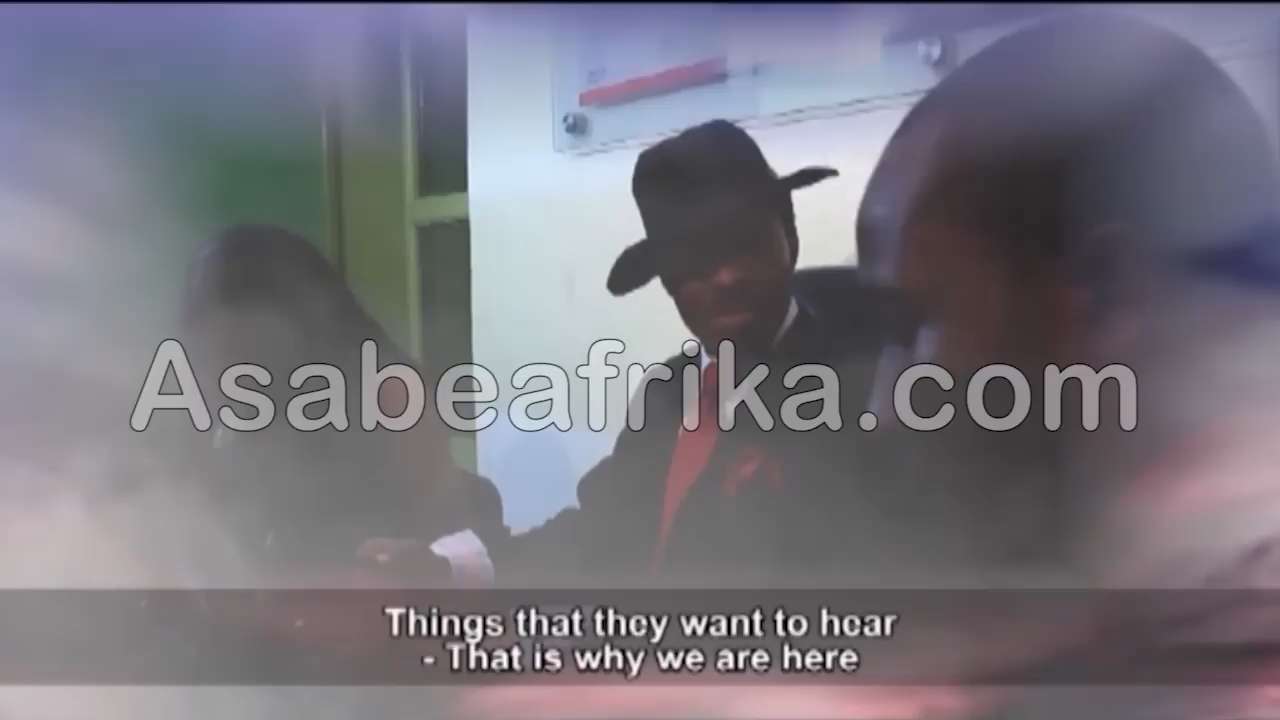 Asabeafrika.com
Things that they want to hear
- That is why we are here